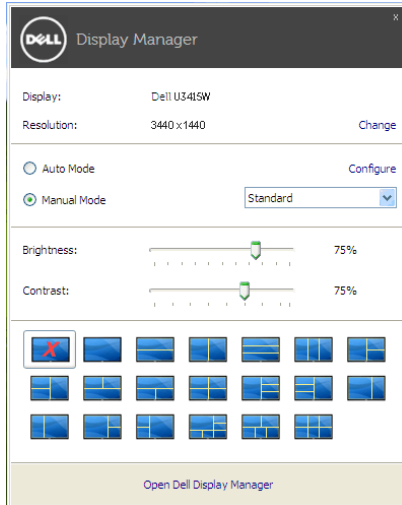 x
DELL Display Manager
Display: Dell U3415W
Resolution: 3440 x 1440 Change
Auto Mode Configure
Manual Mode Standard
Brightness: 75%
Contrast: 75%
Open Dell Display Manager